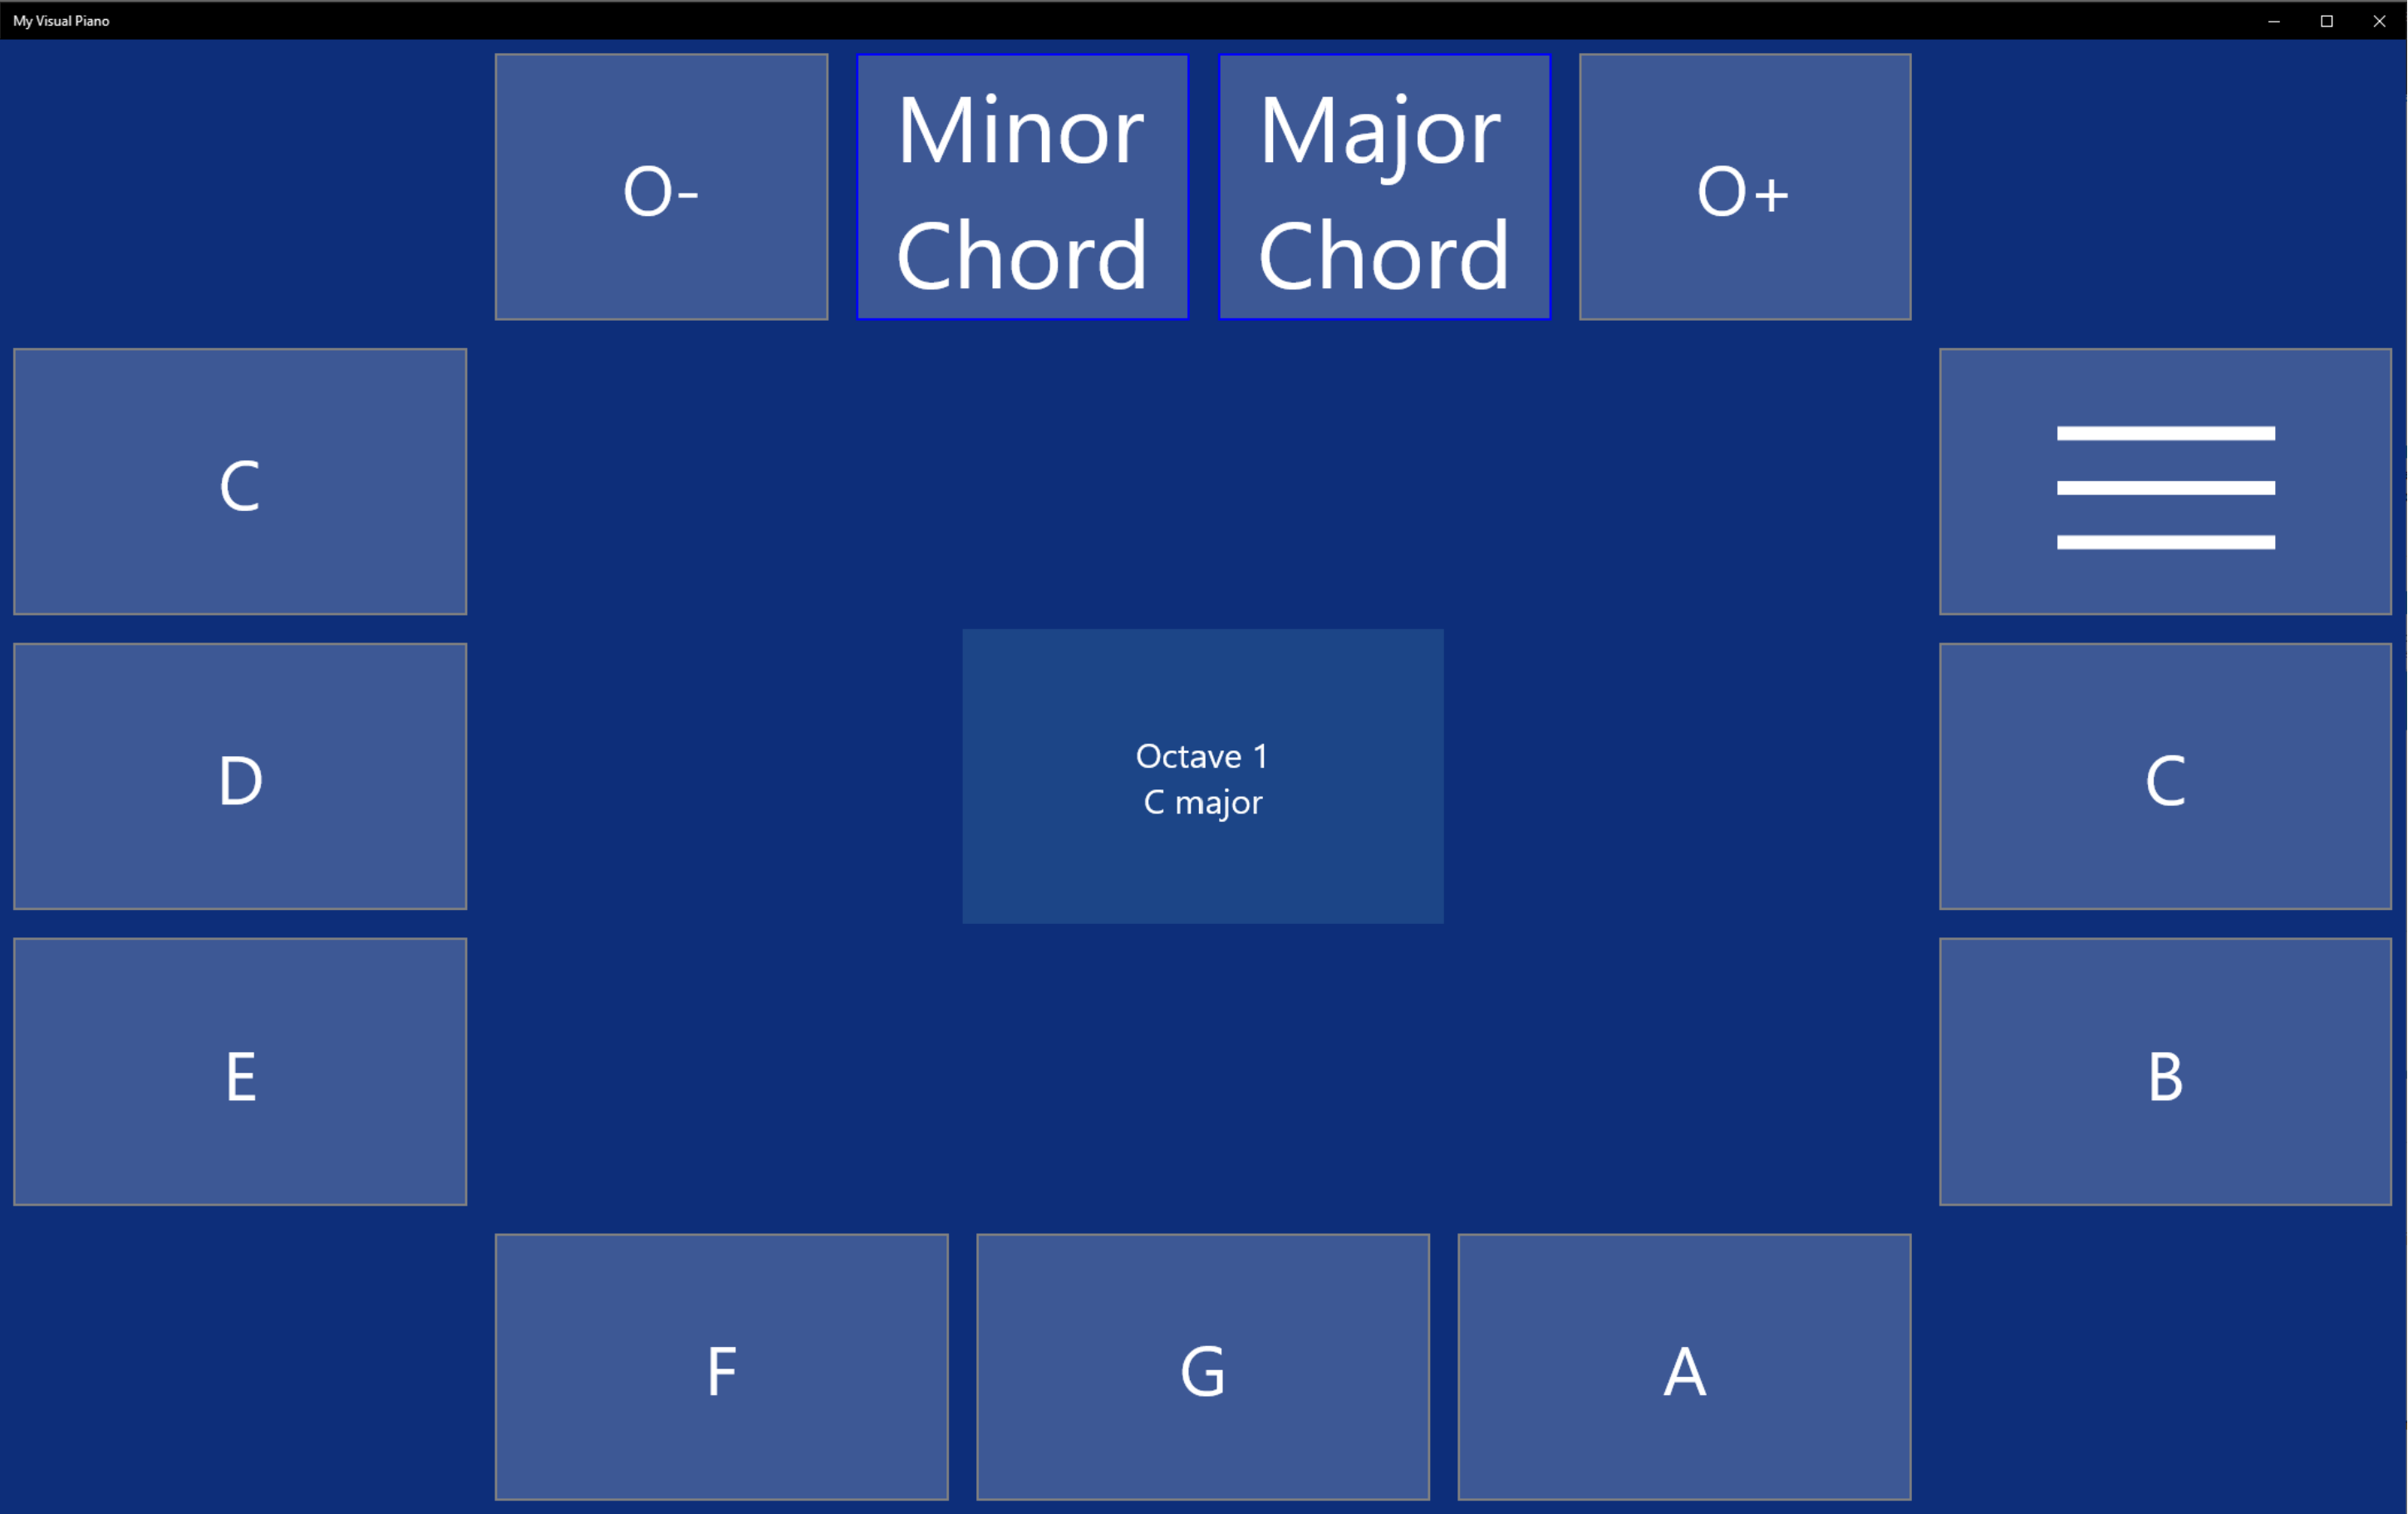 My Visual Piano
O-
Minor
Chord
Major
Chord
O+
C
D
Octave 1
C major
C
E
B
F
G
A